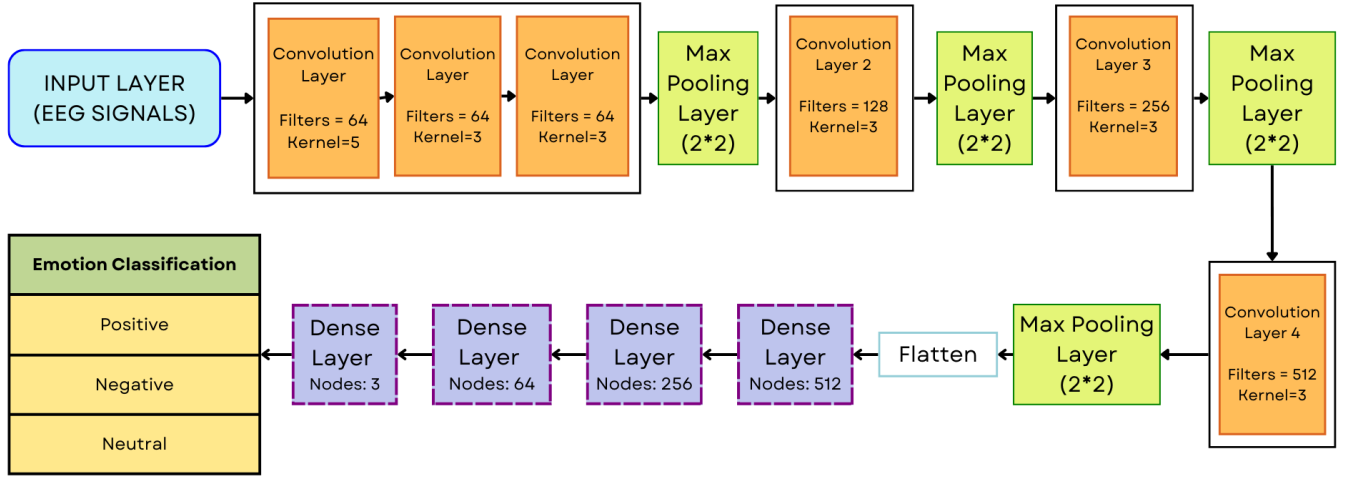 INPUT LAYER
(EEG SIGNALS)
Convolution
Layer
Filters = 64
Kernel=5
Convolution
Layer
Filters = 64
Kernel=3
Convolution
Layer
Filters = 64
Kernel=3
Max
Pooling
Layer
(2*2)
Convolution
Layer 2
Filters = 128
Kernel=3
Max
Pooling
Layer
(2*2)
Convolution
Layer 3
Filters = 256
Kernel=3
Max
Pooling
Layer
(2*2)
Convolution
Layer 4
Filters = 512
Kernel=3
Max Pooling
Layer
(2*2)
Flatten
Dense
Layer
Nodes: 512
Dense
Layer
Nodes: 256
Dense
Layer
Nodes: 64
Dense
Layer
Nodes: 3
Emotion Classification
Positive
Negative
Neutral